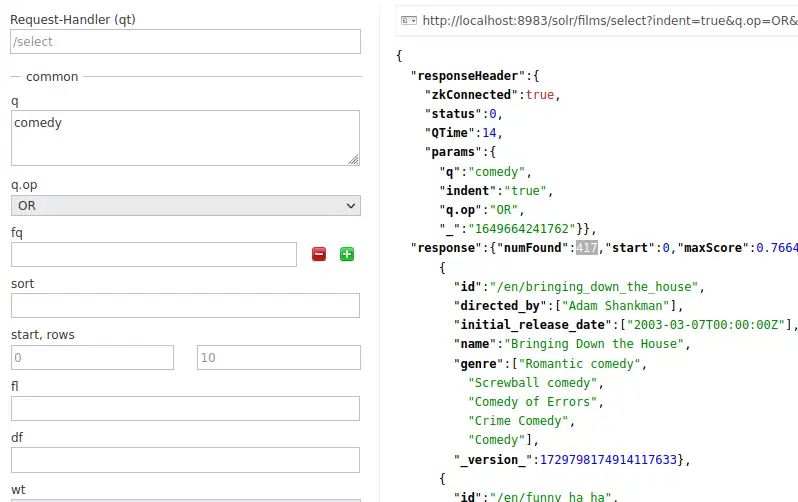 Request-Handler (qt)
/select
common
q
comedy
q.op
OR
fq
sort
start, rows
0 10
fl
df
wt
http://localhost:8983/solr/films/select?indent=true&q.op=OR&
{
"responseHeader":{
"zkConnected":true,
"status":0,
"QTime":14,
"params":{
"q":"comedy",
"indent":"true",
"q.op":"OR",
"_":"1649664241762"}},
"response":{"numFound":417,"start":0,"maxScore":0.7664
{
"id":"/en/bringing_down_the_house",
"directed_by":["Adam Shankman"],
"initial_release_date":["2003-03-07T00:00:00Z"],
"name":"Bringing Down the House",
"genre":["Romantic comedy",
"Screwball comedy",
"Comedy of Errors",
"Crime Comedy",
"Comedy"],
"_version_":1729798174914117633},
{
"id":"/en/funny_ha_ha",